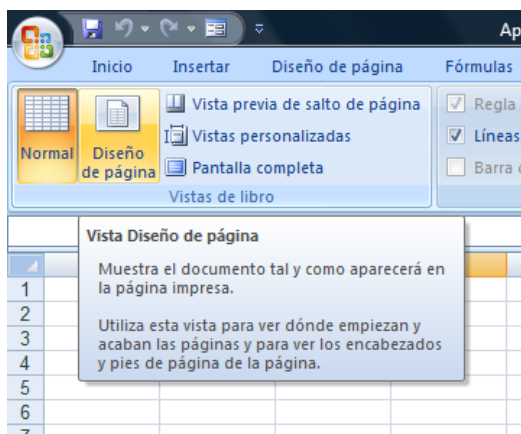 Ap
Inicio Insertar Diseño de página Fórmulas
Normal
Diseño
de página
Vista previa de salto de página
Vistas personalizadas
Pantalla completa
Vistas de libro
Regla
Líneas
Barra
Vista Diseño de página
Muestra el documento tal y como aparecerá en
la página impresa.
Utiliza esta vista para ver dónde empiezan y
acaban las páginas y para ver los encabezados
y pies de página de la página.
1
2
3
4
5
6
7